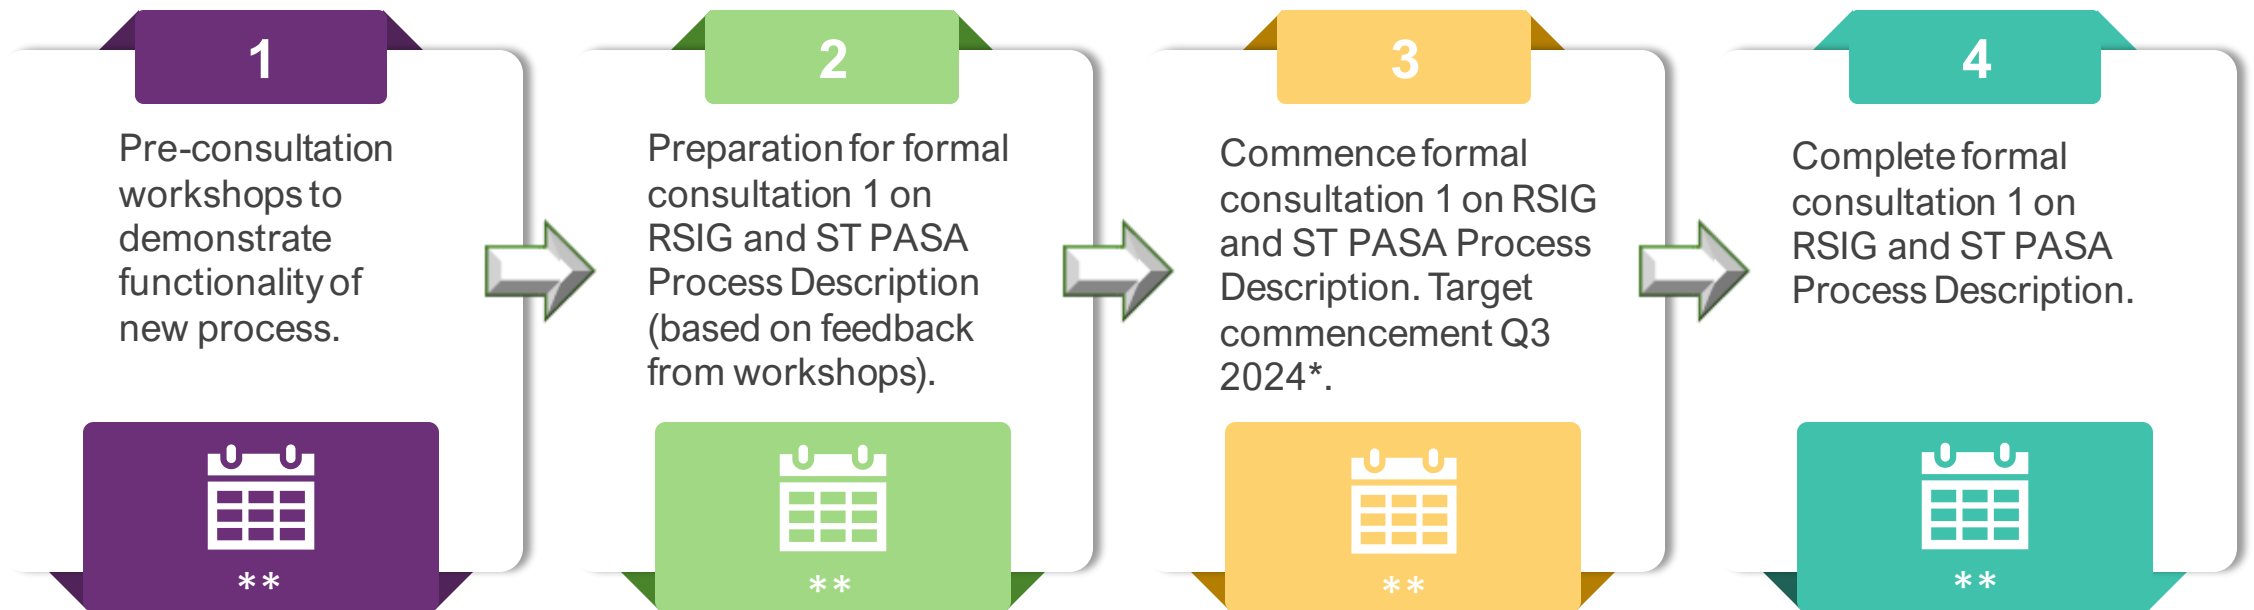 1
Pre-consultation
workshops to
demonstrate
functionality of
new process.
**
2
Preparation for formal
consultation 1 on
RSIG and ST PASA
Process Description
(based on feedback
from workshops).
**
3
Commence formal
consultation 1 on RSIG
and ST PASA Process
Description. Target
commencement Q3
2024*.
**
4
Complete formal
consultation 1 on
RSIG and ST PASA
Process Description.
**